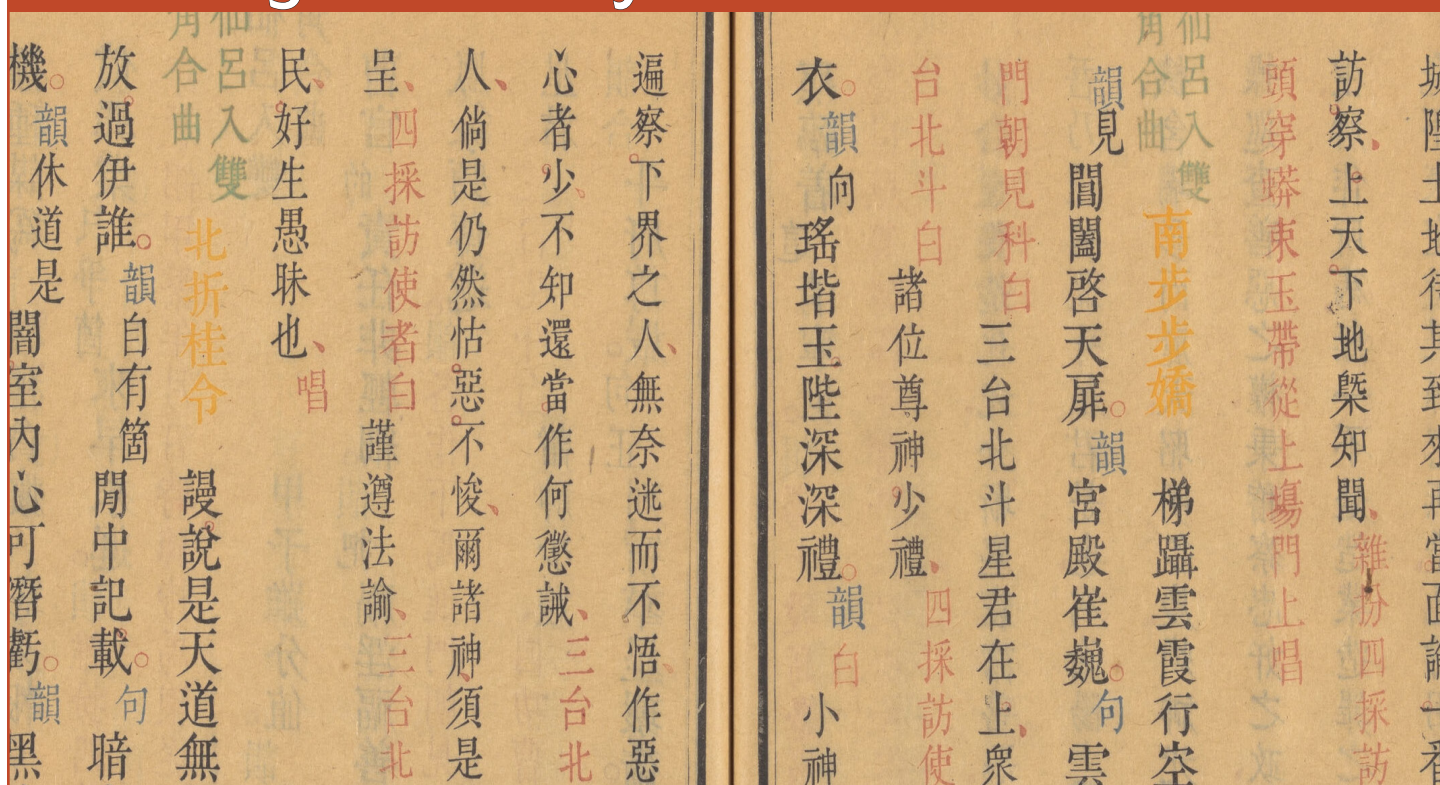 土地待其到來再當面諭一番
訪察上天下地槩知聞雜扮四採訪
頭穿蟒束玉帶從上塲門上唱
仙呂入雙
角合曲
南步步嬌
梯躡雲霞行空
韻見
閶闔啓天扉韻宮殿崔巍句雲
門朝見科白
三台北斗星君在上衆
台北斗白
諸位尊神少禮四採訪使
衣韻向
瑤堦玉陛深深禮韻白小神
遍察下界之人無奈迷而不悟作惡
心者少不知還當作何懲誡三台北
人倘是仍然怙惡不悛爾諸神須是
呈四採訪使者白謹遵法諭三台北
民好生愚昧也唱
仙呂入雙
角合曲
北折桂令
謾說是天道無
放過伊誰韻自有箇閒中記載句暗
機韻休道是闇室內心可潛虧韻黑